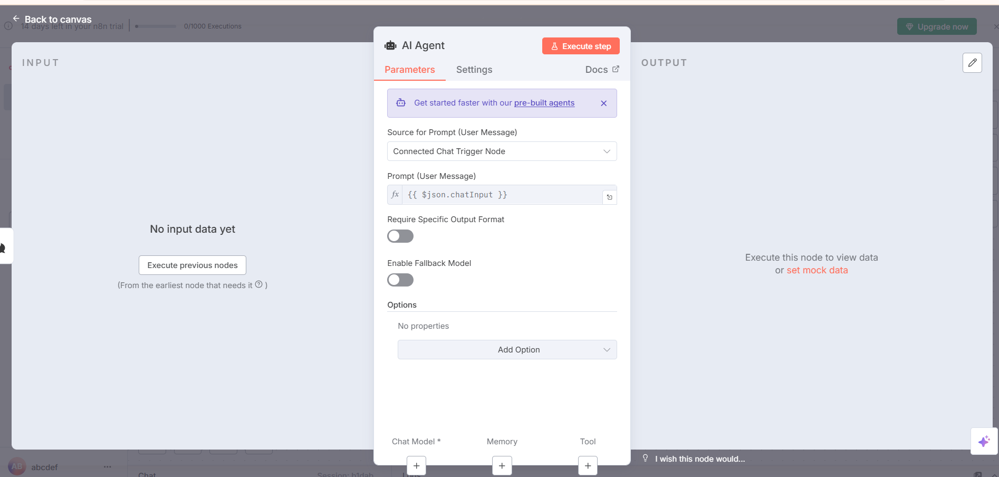 Back to canvas
14 days left in your n8n trial
0/1000 Executions
Upgrade now
INPUT
No input data yet
Execute previous nodes
(From the earliest node that needs it )
AI Agent
Execute step
Parameters
Settings
Docs
Get started faster with our pre-built agents
Source for Prompt (User Message)
Connected Chat Trigger Node
Prompt (User Message)
fx {{ $json.chatInput }}
Require Specific Output Format
Enable Fallback Model
Options
No properties
Add Option
Chat Model *
Memory
Tool
OUTPUT
Execute this node to view data
or set mock data
I wish this node would...
AB
abcdef
Chat
Session: b1dab
Logs